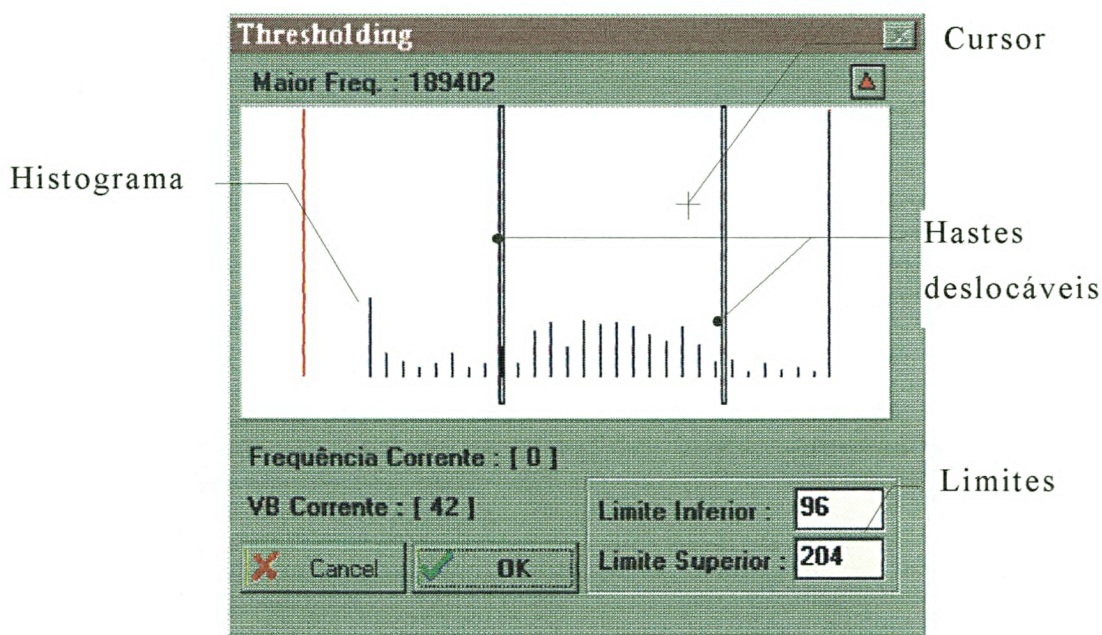 Thresholding
Cursor
Maior Freq. : 189402
Histograma
Hastes
deslocáveis
Frequência Corrente : [ 0 ]
VB Corrente : [ 42 ]
Limites
Limite Inferior : 96
Limite Superior : 204
Cancel
OK